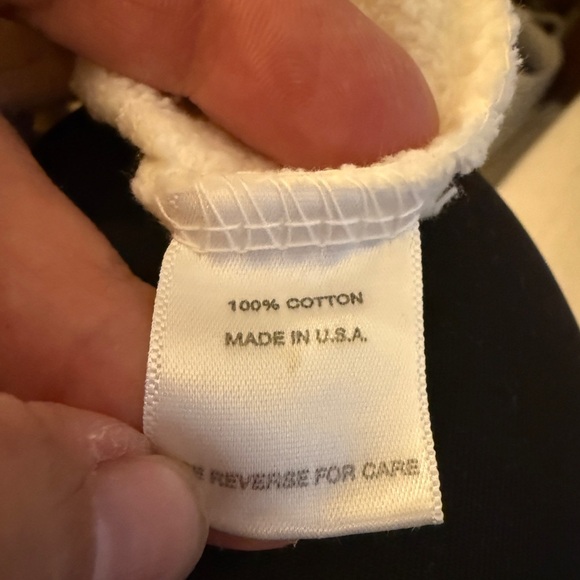 100% COTTON
MADE IN U.S.A.
REVERSE FOR CARE